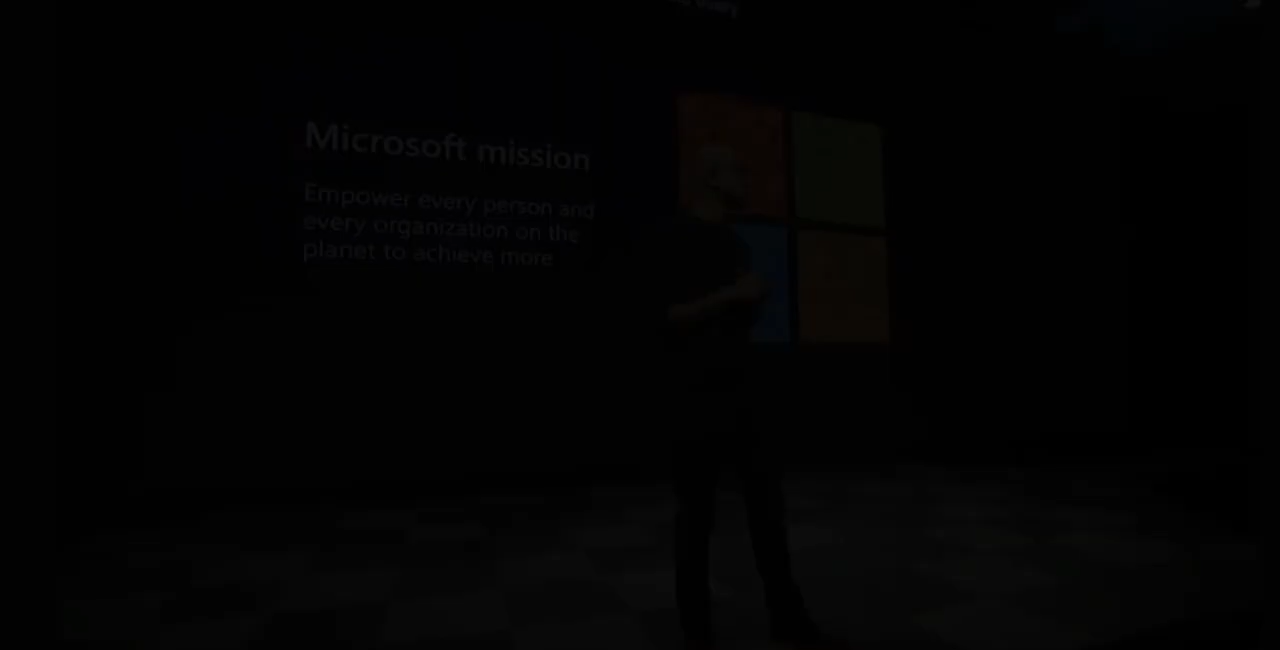 Microsoft mission
Empower every person and
every organization on the
planet to achieve more